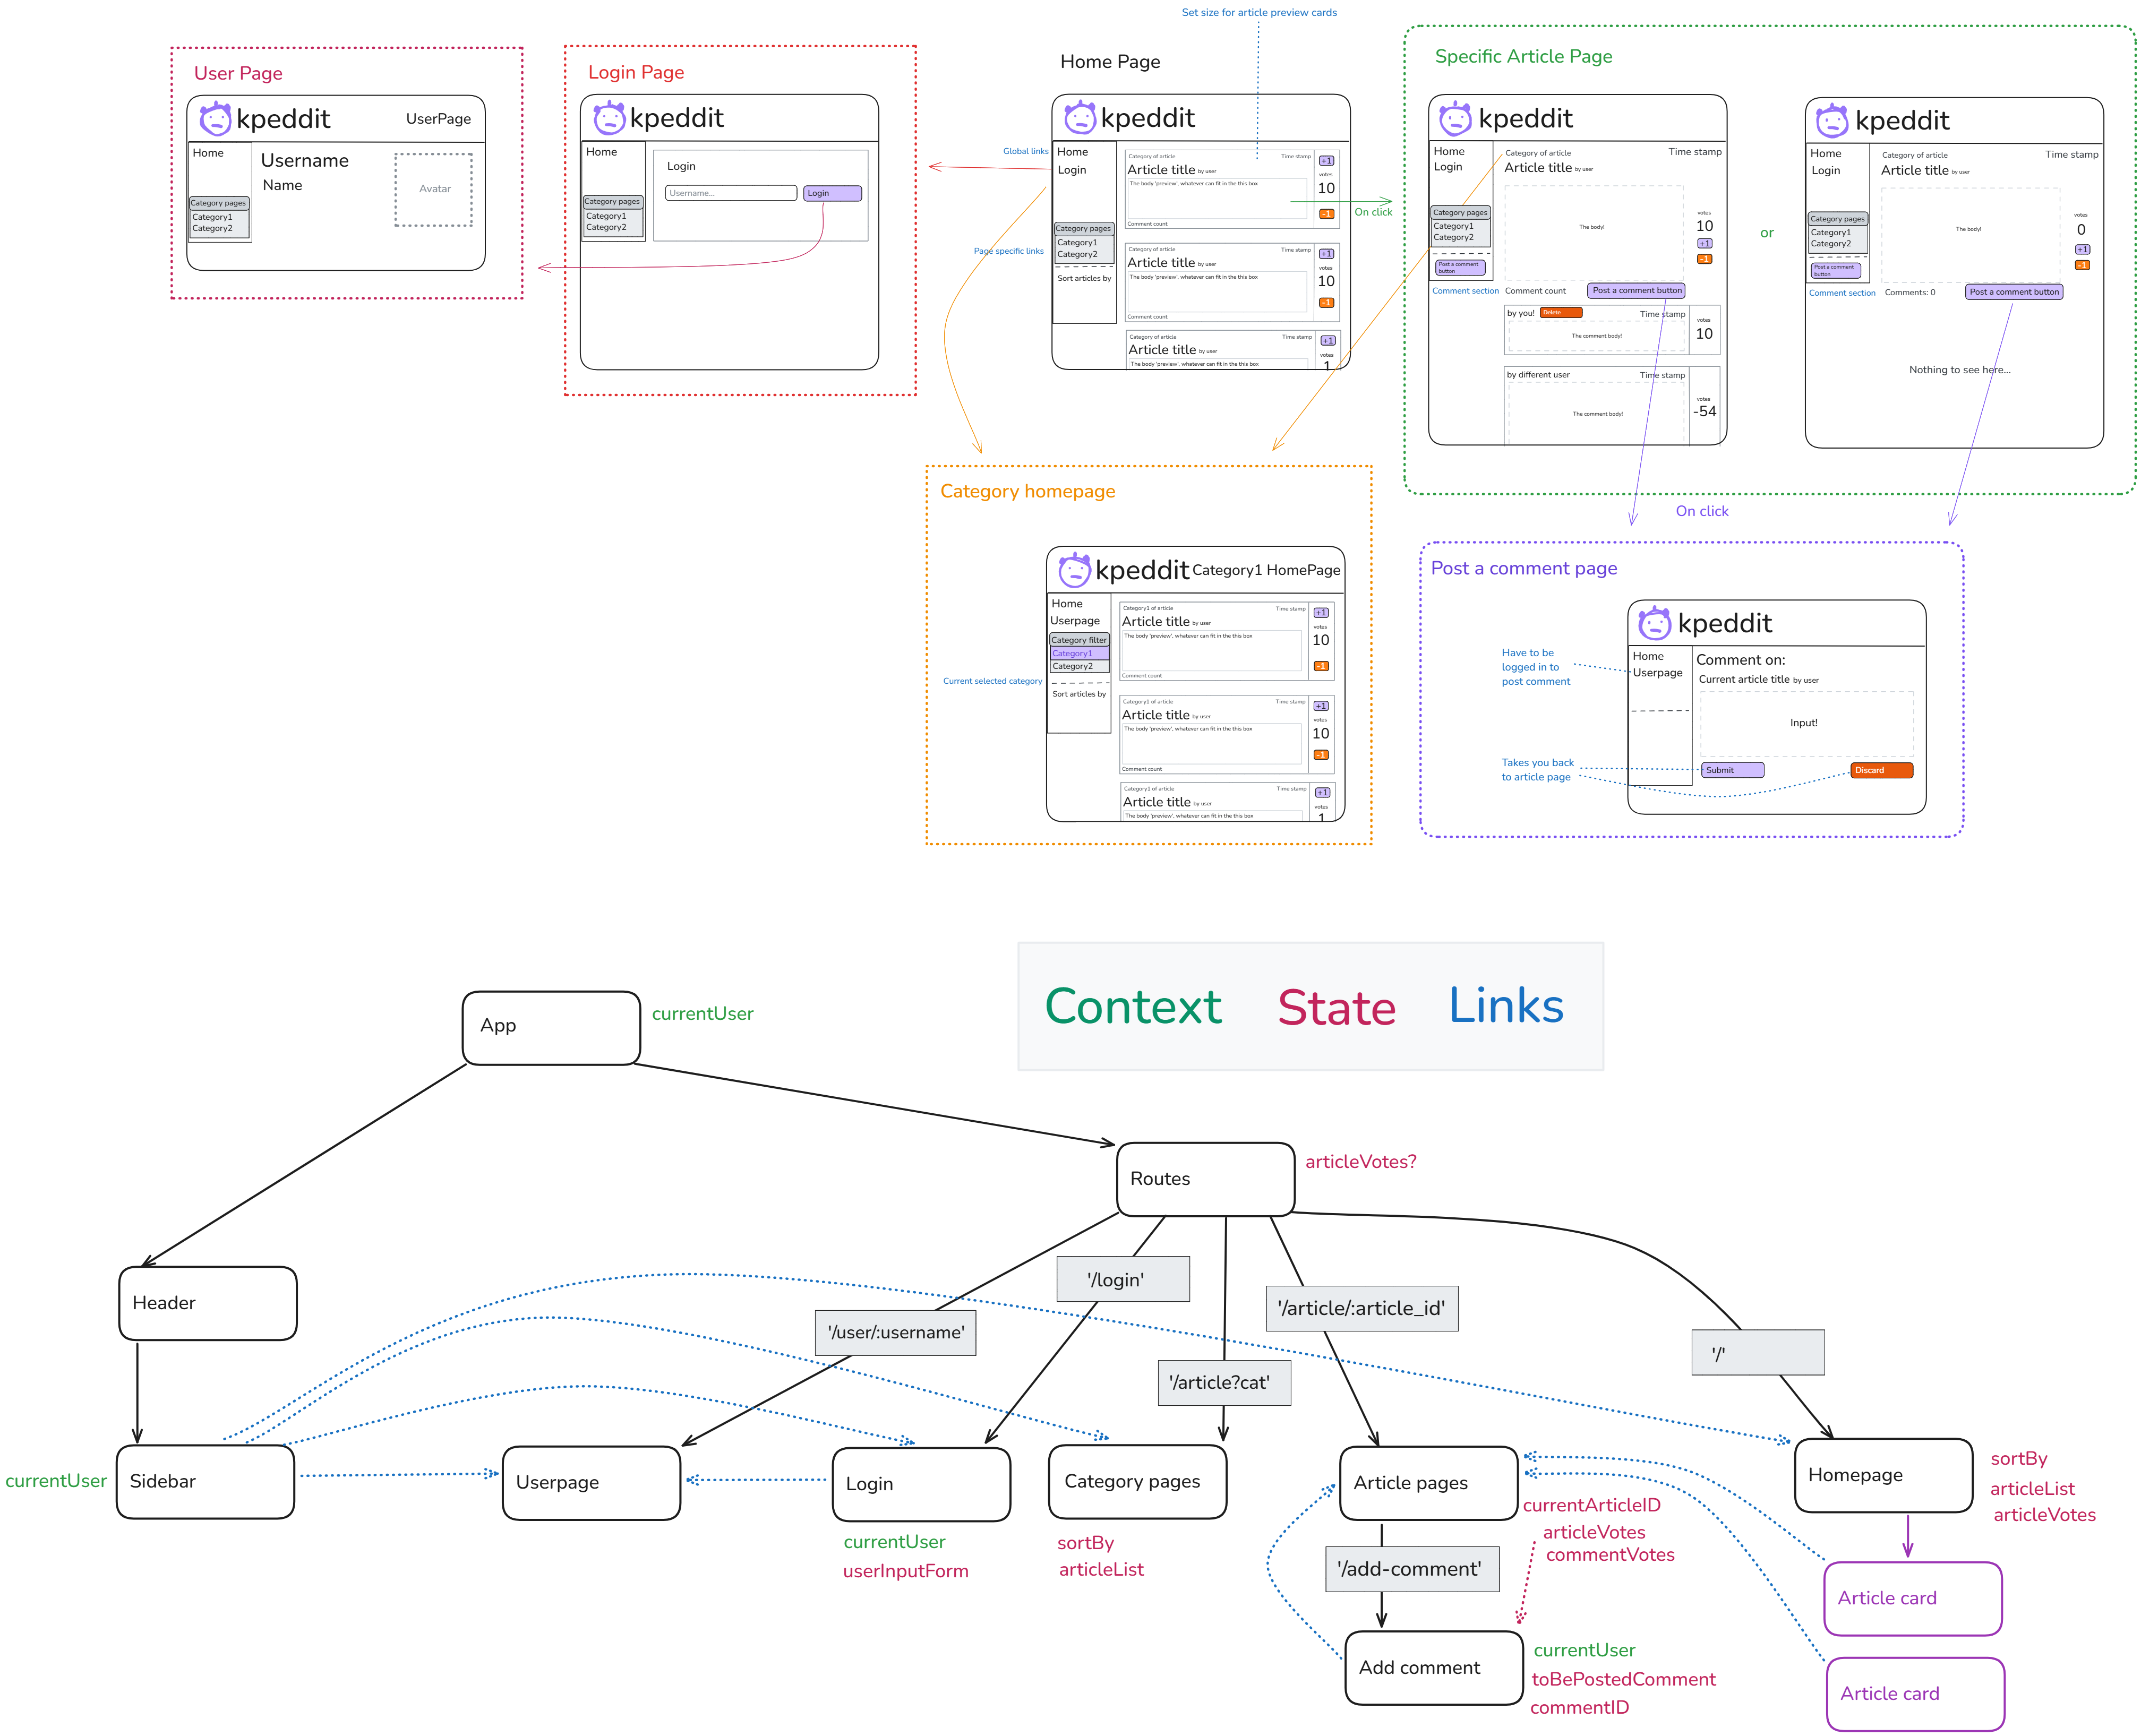 Set size for article preview cards
User Page
kpeddit
UserPage
Home
Category pages
Category1
Category2
Username
Name
Avatar
Login Page
kpeddit
Home
Category pages
Category1
Category2
Login
Username...
Login
Home Page
kpeddit
Global links
Page specific links
Home
Login
Category pages
Category1
Category2
Sort articles by
Category of article
Time stamp
Article title by user
The body 'preview', whatever can fit in the this box
Comment count
+1
votes
10
-1
Category of article
Time stamp
Article title by user
The body 'preview', whatever can fit in the this box
Comment count
+1
votes
10
-1
Category of article
Time stamp
Article title by user
The body 'preview', whatever can fit in the this box
+1
votes
1
On click
Specific Article Page
kpeddit
Home
Login
Category pages
Category1
Category2
Post a comment
button
Comment section
Category of article
Time stamp
Article title by user
The body!
votes
10
+1
-1
Comment count
Post a comment button
by you!
Delete
Time stamp
The comment body!
votes
10
by different user
Time stamp
The comment body!
votes
-54
or
kpeddit
Home
Login
Category pages
Category1
Category2
Post a comment
button
Comment section
Category of article
Time stamp
Article title by user
The body!
votes
0
+1
-1
Comments: 0
Post a comment button
Nothing to see here...
Category homepage
kpeddit
Category1 HomePage
Home
Userpage
Category filter
Category1
Category2
Current selected category
Sort articles by
Category1 of article
Time stamp
Article title by user
The body 'preview', whatever can fit in the this box
Comment count
+1
votes
10
-1
Category1 of article
Time stamp
Article title by user
The body 'preview', whatever can fit in the this box
Comment count
+1
votes
10
-1
Category1 of article
Time stamp
Article title by user
The body 'preview', whatever can fit in the this box
+1
votes
1
On click
Post a comment page
kpeddit
Have to be
logged in to
post comment
Home
Userpage
Comment on:
Current article title by user
Input!
Takes you back
to article page
Submit
Discard
Context
State
Links
App
currentUser
Routes
articleVotes?
Header
'/login'
'/user/:username'
'/article/:article_id'
'/article?cat'
'/'
currentUser
Sidebar
Userpage
Login
currentUser
userInputForm
Category pages
sortBy
articleList
Article pages
currentArticleID
articleVotes
commentVotes
Homepage
sortBy
articleList
articleVotes
'/add-comment'
Article card
Add comment
currentUser
toBePostedComment
commentID
Article card